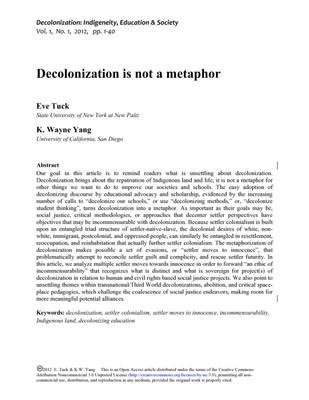 Decolonization: Indigeneity, Education & Society
Vol. 1, No. 1, 2012, pp. 1-40
Decolonization is not a metaphor
Eve Tuck
State University of New York at New Paltz
K. Wayne Yang
University of California, San Diego
Abstract
Our goal in this article is to remind readers what is unsettling about decolonization.
Decolonization brings about the repatriation of Indigenous land and life; it is not a metaphor for
other things we want to do to improve our societies and schools. The easy adoption of
decolonizing discourse by educational advocacy and scholarship, evidenced by the increasing
number of calls to “decolonize our schools,” or use “decolonizing methods,” or, “decolonize
student thinking”, turns decolonization into a metaphor. As important as their goals may be,
social justice, critical methodologies, or approaches that decenter settler perspectives have
objectives that may be incommensurable with decolonization. Because settler colonialism is built
upon an entangled triad structure of settler-native-slave, the decolonial desires of white, non-
white, immigrant, postcolonial, and oppressed people, can similarly be entangled in resettlement,
reoccupation, and reinhabitation that actually further settler colonialism. The metaphorization of
decolonization makes possible a set of evasions, or “settler moves to innocence”, that
problematically attempt to reconcile settler guilt and complicity, and rescue settler futurity. In
this article, we analyze multiple settler moves towards innocence in order to forward “an ethic of
incommensurability” that recognizes what is distinct and what is sovereign for project(s) of
decolonization in relation to human and civil rights based social justice projects. We also point to
unsettling themes within transnational/Third World decolonizations, abolition, and critical space-
place pedagogies, which challenge the coalescence of social justice endeavors, making room for
more meaningful potential alliances.
Keywords: decolonization, settler colonialism, settler moves to innocence, incommensurability,
Indigenous land, decolonizing education
2012 E. Tuck & K.W. Yang This is an Open Access article distributed under the terms of the Creative Commons
Attribution Noncommercial 3.0 Unported License (http://creativecommons.org/licenses/by-nc/3.0), permitting all non-
commercial use, distribution, and reproduction in any medium, provided the original work is properly cited.